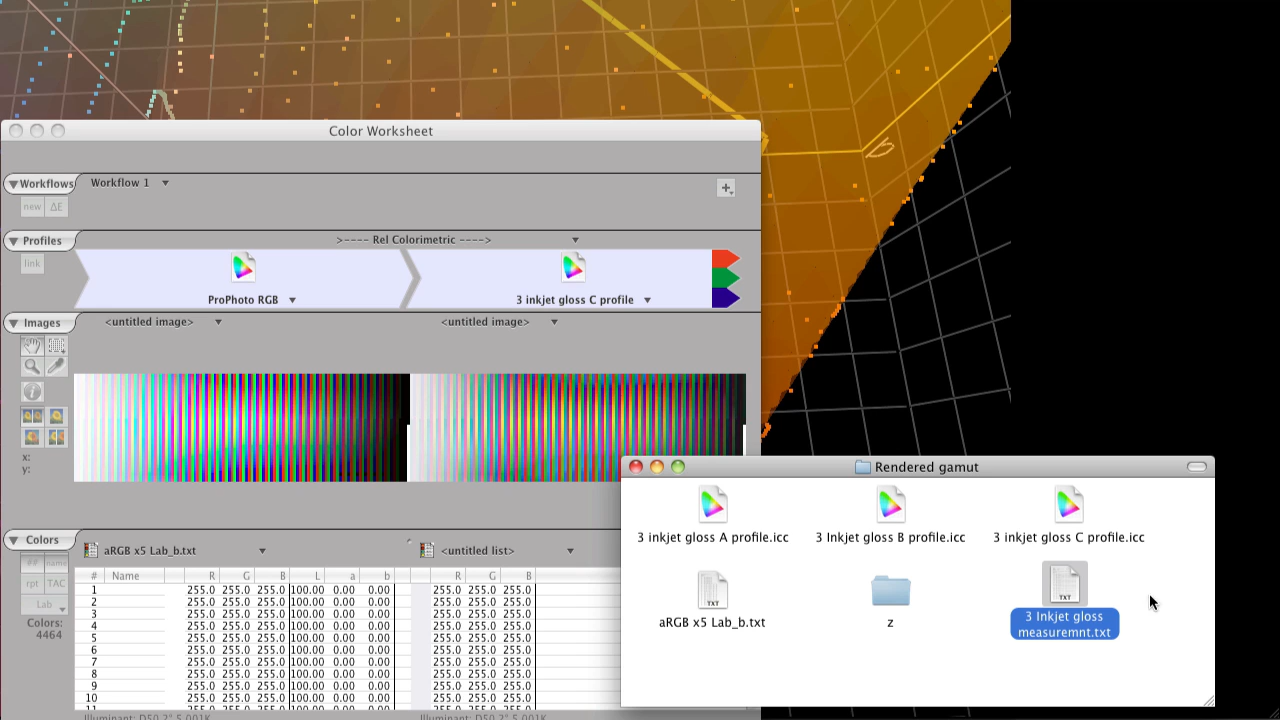 b
Color Worksheet
Workflows
Workflow 1
new
ΔE
Profiles
>---- Rel Colorimetric ---->
link
ProPhoto RGB
3 inkjet gloss C profile
Images
<untitled image>
<untitled image>
x:
y:
Colors
aRGB x5 Lab_b.txt
<untitled list>
## name
rpt TAC
Lab
Colors:
4464
# Name R G B L a b R G B
1 255.0 255.0 255.0 100.00 0.00 0.00 255.0 255.0 255.0
2 255.0 255.0 255.0 100.00 0.00 0.00 255.0 255.0 255.0
3 255.0 255.0 255.0 100.00 0.00 0.00 255.0 255.0 255.0
4 255.0 255.0 255.0 100.00 0.00 0.00 255.0 255.0 255.0
5 255.0 255.0 255.0 100.00 0.00 0.00 255.0 255.0 255.0
6 255.0 255.0 255.0 100.00 0.00 0.00 255.0 255.0 255.0
7 255.0 255.0 255.0 100.00 0.00 0.00 255.0 255.0 255.0
8 255.0 255.0 255.0 100.00 0.00 0.00 255.0 255.0 255.0
9 255.0 255.0 255.0 100.00 0.00 0.00 255.0 255.0 255.0
10 255.0 255.0 255.0 100.00 0.00 0.00 255.0 255.0 255.0
Rendered gamut
3 inkjet gloss A profile.icc
3 Inkjet gloss B profile.icc
3 inkjet gloss C profile.icc
aRGB x5 Lab_b.txt
z
TXT
TXT
3 Inkjet gloss
measuremnt.txt